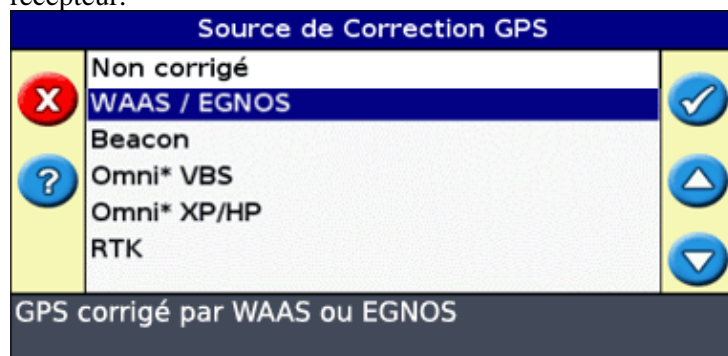 récepteur.
Source de Correction GPS
Non corrigé
WAAS / EGNOS
Beacon
Omni* VBS
Omni* XP/HP
RTK
X
?
GPS corrigé par WAAS ou EGNOS